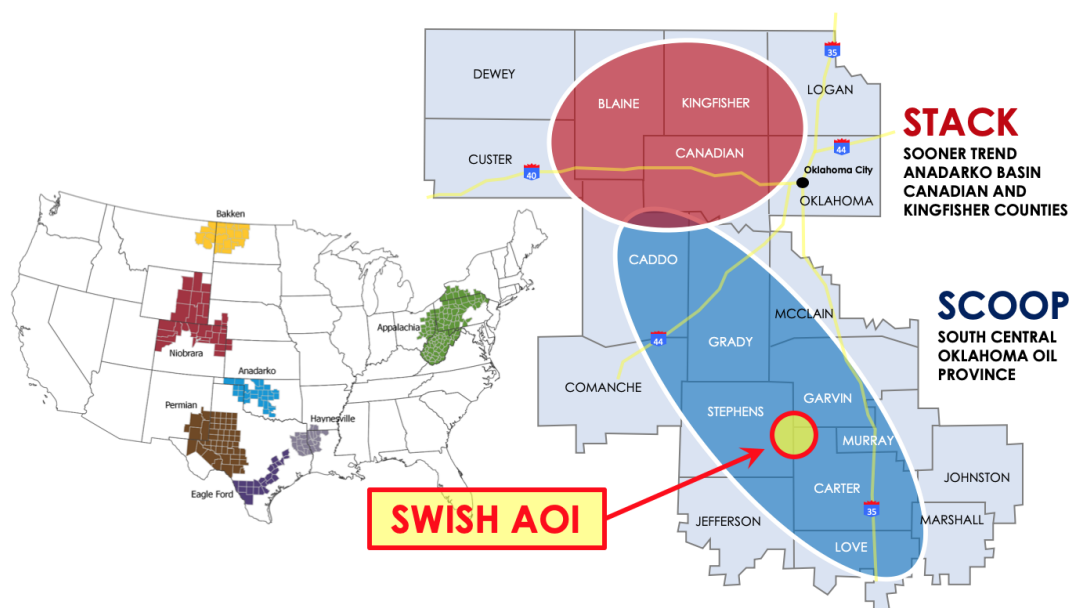 Bakken
Appalachia
Niobrara
Anadarko
Permian
Haynesville
Eagle Ford
SWISH AOI
DEWEY
BLAINE
KINGFISHER
LOGAN
35
44
CUSTER
40
CANADIAN
Oklahoma City
OKLAHOMA
CADDO
MCCLAIN
44
GRADY
COMANCHE
STEPHENS
GARVIN
MURRAY
CARTER
JOHNSTON
35
JEFFERSON
MARSHALL
LOVE
STACK
SOONER TREND
ANADARKO BASIN
CANADIAN AND
KINGFISHER COUNTIES
SCOOP
SOUTH CENTRAL
OKLAHOMA OIL
PROVINCE